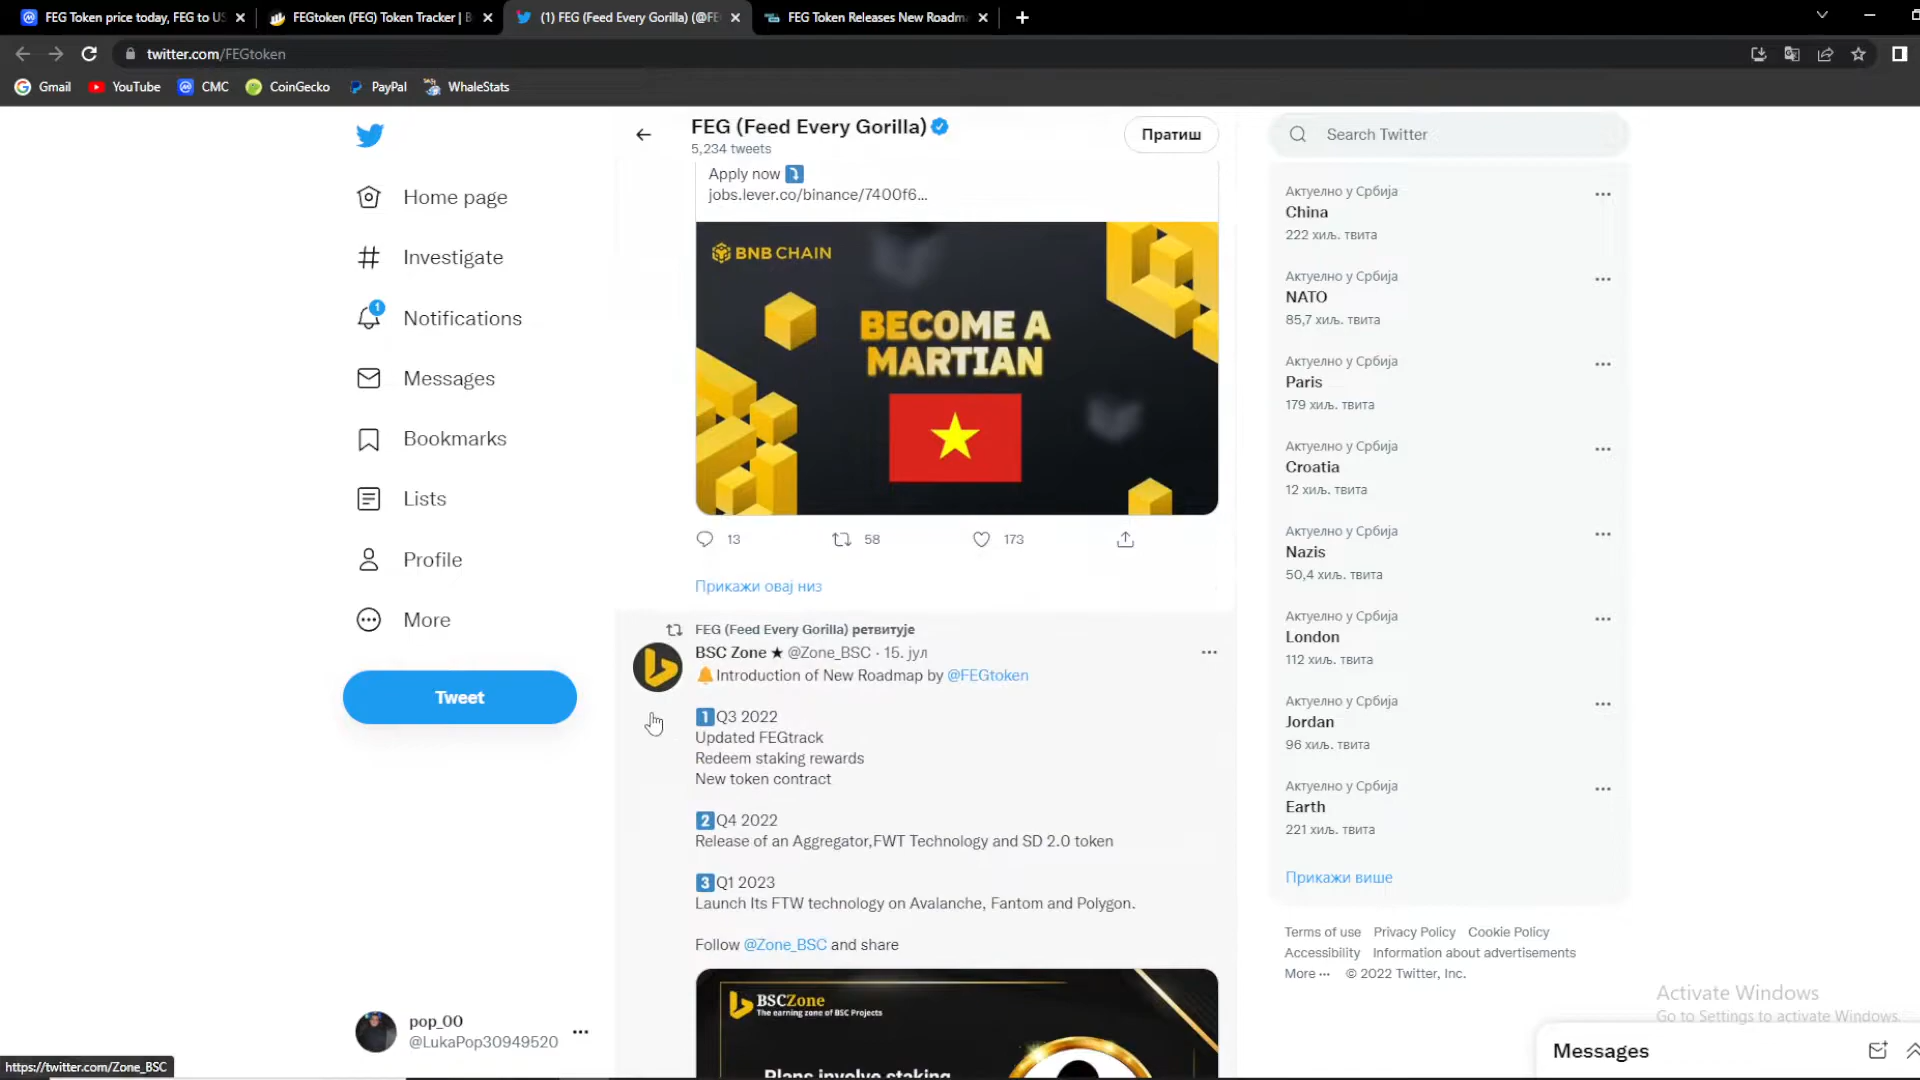 FEG Token price today, FEG to US
FEGtoken (FEG) Token Tracker | B
(1) FEG (Feed Every Gorilla) (@FE
FEG Token Releases New Roadm
twitter.com/FEGtoken
Gmail
YouTube
CMC
CoinGecko
PayPal
WhaleStats
Home page
Investigate
1
Notifications
Messages
Bookmarks
Lists
Profile
More
Tweet
pop_00
@LukaPop30949520
FEG (Feed Every Gorilla)
5,234 tweets
Пратиш
Apply now
jobs.lever.co/binance/7400f6...
BNB CHAIN
BECOME A
MARTIAN
13 58 173
Прикажи овај низ
FEG (Feed Every Gorilla) ретвитује
BSC Zone ★ @Zone_BSC · 15. јул
🔔Introduction of New Roadmap by @FEGtoken
1️⃣Q3 2022
Updated FEGtrack
Redeem staking rewards
New token contract
2️⃣Q4 2022
Release of an Aggregator,FWT Technology and SD 2.0 token
3️⃣Q1 2023
Launch Its FTW technology on Avalanche, Fantom and Polygon.
Follow @Zone_BSC and share
BSCZone
The earning zone of BSC Projects
Plans involve staking
Search Twitter
Актуелно у Србија
China
222 хиљ. твита
Актуелно у Србија
NATO
85,7 хиљ. твита
Актуелно у Србија
Paris
179 хиљ. твита
Актуелно у Србија
Croatia
12 хиљ. твита
Актуелно у Србија
Nazis
50,4 хиљ. твита
Актуелно у Србија
London
112 хиљ. твита
Актуелно у Србија
Jordan
96 хиљ. твита
Актуелно у Србија
Earth
221 хиљ. твита
Прикажи више
Terms of use Privacy Policy Cookie Policy
Accessibility Information about advertisements
More ··· © 2022 Twitter, Inc.
Activate Windows
Go to Settings to activate Windows.
Messages
https://twitter.com/Zone_BSC